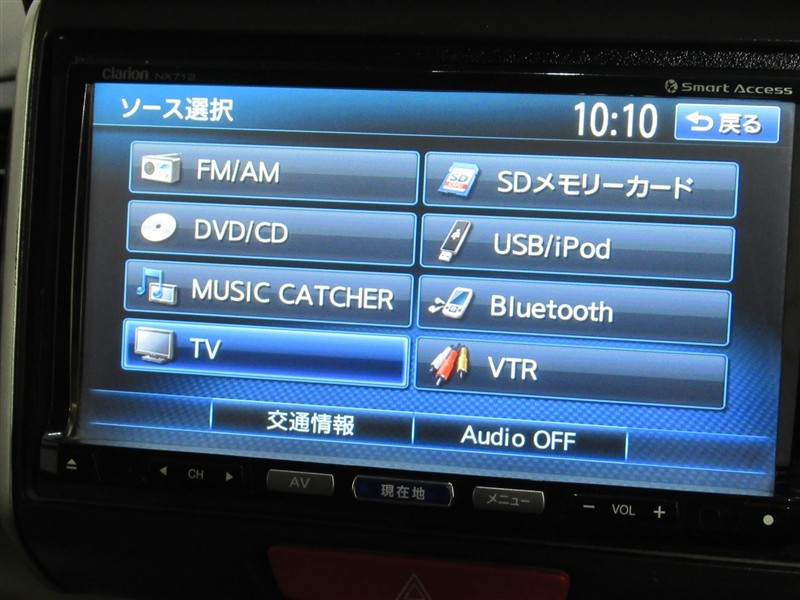 Clarion NX712
Smart Access
ソース選択
10:10
戻る
FM/AM
SDメモリーカード
DVD/CD
USB/iPod
MUSIC CATCHER
Bluetooth
TV
VTR
交通情報
Audio OFF
CH
AV
現在地
メニュー
− VOL +